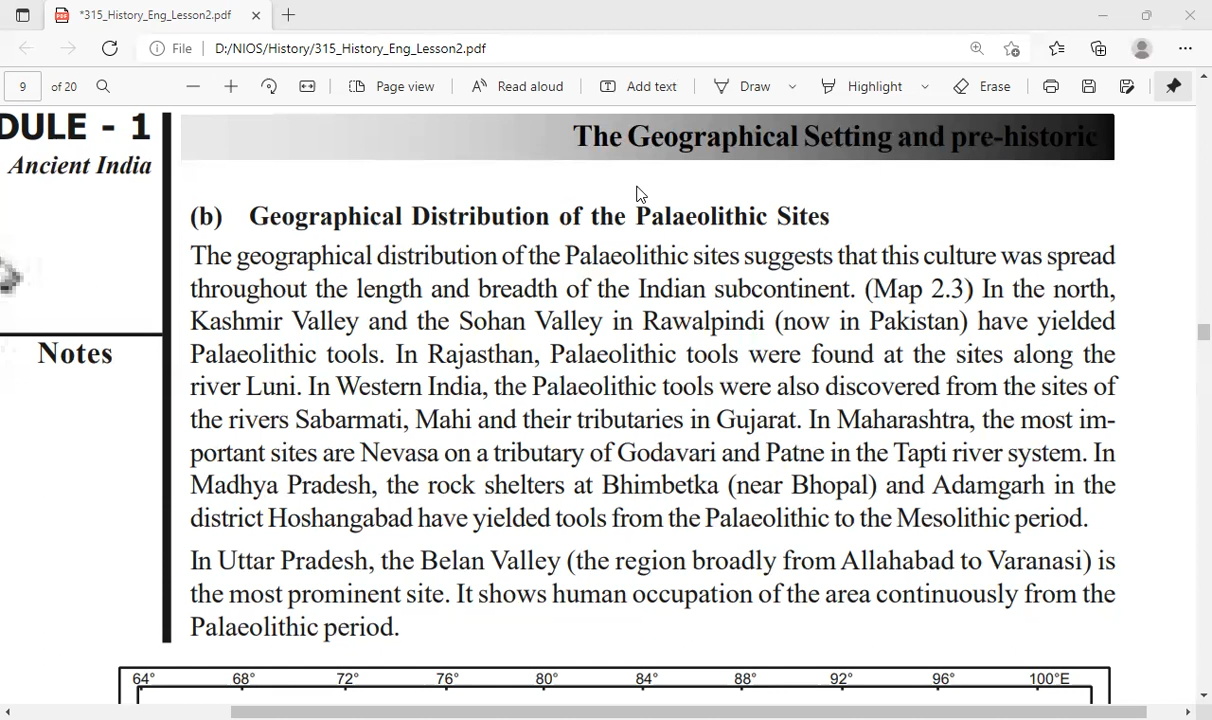 *315_History_Eng_Lesson2.pdf
File D:/NIOS/History/315_History_Eng_Lesson2.pdf
9 of 20 Page view Read aloud Add text Draw Highlight Erase
DULE - 1
The Geographical Setting and pre-historic
Ancient India
(b) Geographical Distribution of the Palaeolithic Sites
The geographical distribution of the Palaeolithic sites suggests that this culture was spread
throughout the length and breadth of the Indian subcontinent. (Map 2.3) In the north,
Kashmir Valley and the Sohan Valley in Rawalpindi (now in Pakistan) have yielded
Notes
Palaeolithic tools. In Rajasthan, Palaeolithic tools were found at the sites along the
river Luni. In Western India, the Palaeolithic tools were also discovered from the sites of
the rivers Sabarmati, Mahi and their tributaries in Gujarat. In Maharashtra, the most im-
portant sites are Nevasa on a tributary of Godavari and Patne in the Tapti river system. In
Madhya Pradesh, the rock shelters at Bhimbetka (near Bhopal) and Adamgarh in the
district Hoshangabad have yielded tools from the Palaeolithic to the Mesolithic period.
In Uttar Pradesh, the Belan Valley (the region broadly from Allahabad to Varanasi) is
the most prominent site. It shows human occupation of the area continuously from the
Palaeolithic period.
64° 68° 72° 76° 80° 84° 88° 92° 96° 100°E